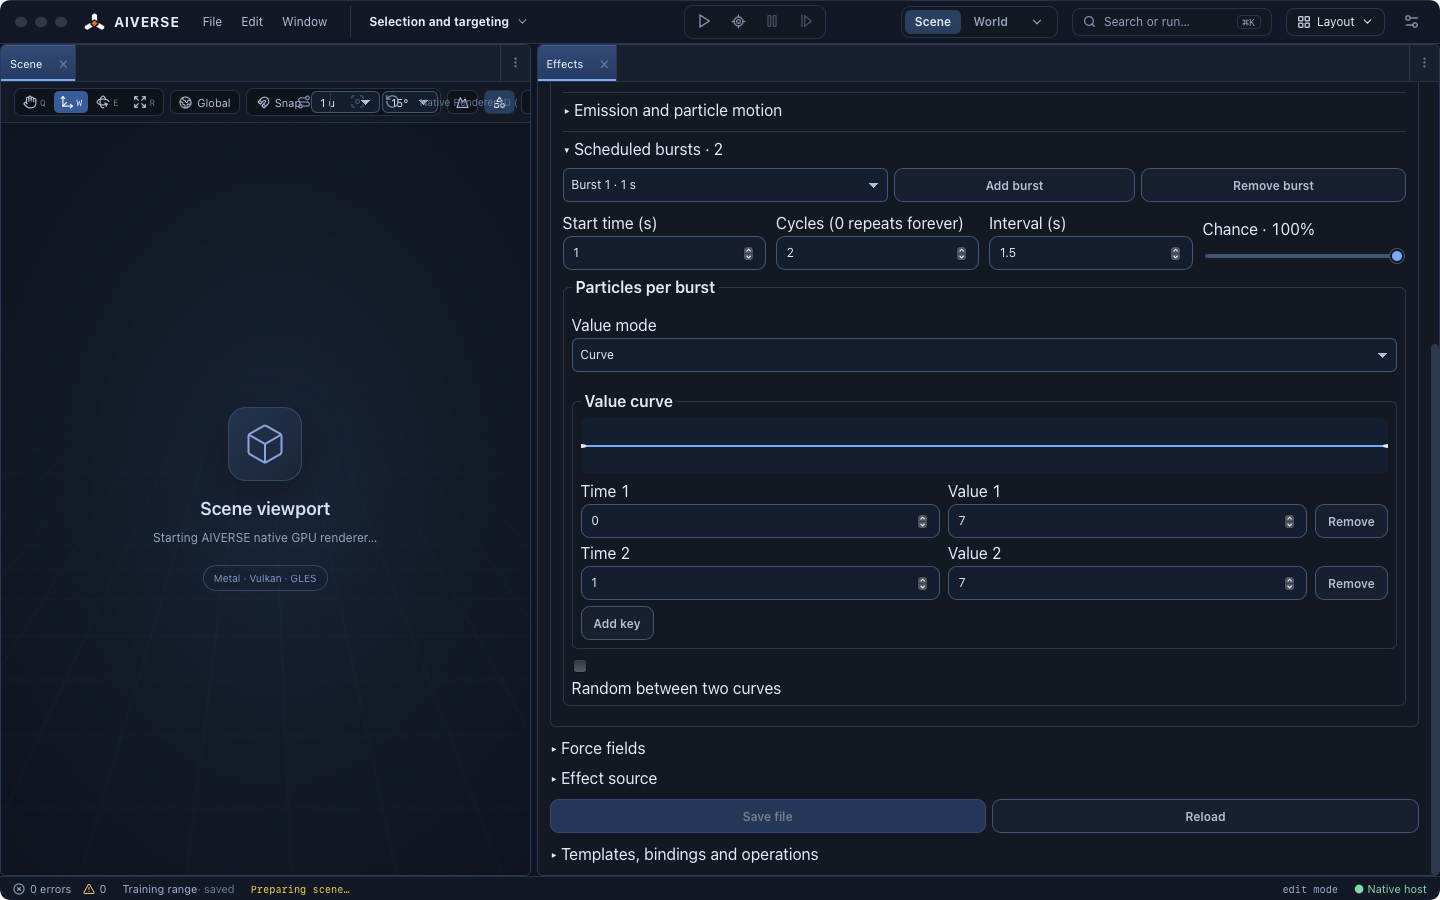 AIVERSE File Edit Window Selection and targeting Scene World Search or run... ⌘K Layout
Scene
Effects
Q W E R Global Snap 1 u 15°
Emission and particle motion
Scheduled bursts · 2
Burst 1 · 1 s Add burst Remove burst
Start time (s) Cycles (0 repeats forever) Interval (s) Chance · 100%
1 2 1.5
Particles per burst
Value mode
Curve
Value curve
Time 1 Value 1
0 7 Remove
Time 2 Value 2
1 7 Remove
Add key
Random between two curves
Scene viewport
Starting AIVERSE native GPU renderer...
Metal · Vulkan · GLES
Force fields
Effect source
Save file Reload
Templates, bindings and operations
0 errors 0 Training range · saved Preparing scene… edit mode Native host